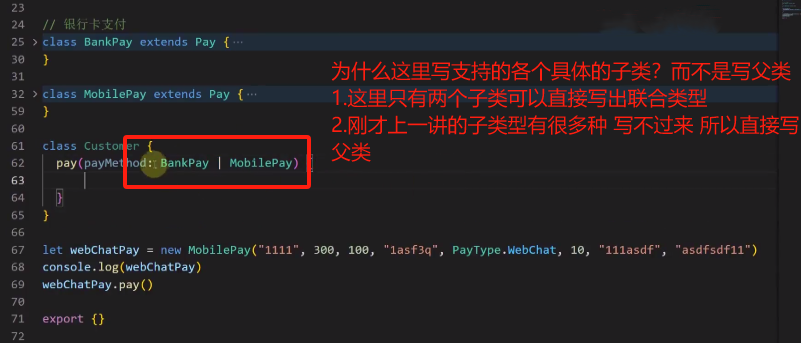 23
24 // 银行卡支付
25 > class BankPay extends Pay { ···
30 }
31
32 > class MobilePay extends Pay { ···
59 }
60
61 class Customer {
62 pay(payMethod: BankPay | MobilePay) {
63
64 }
65 }
66
67 let webChatPay = new MobilePay("1111", 300, 100, "1asf3q", PayType.WebChat, 10, "111asdf", "asdfsdf11")
68 console.log(webChatPay)
69 webChatPay.pay()
70
71 export {}
72
为什么这里写支持的各个具体的子类？而不是写父类
1.这里只有两个子类可以直接写出联合类型
2.刚才上一讲的子类型有很多种 写不过来 所以直接写
父类